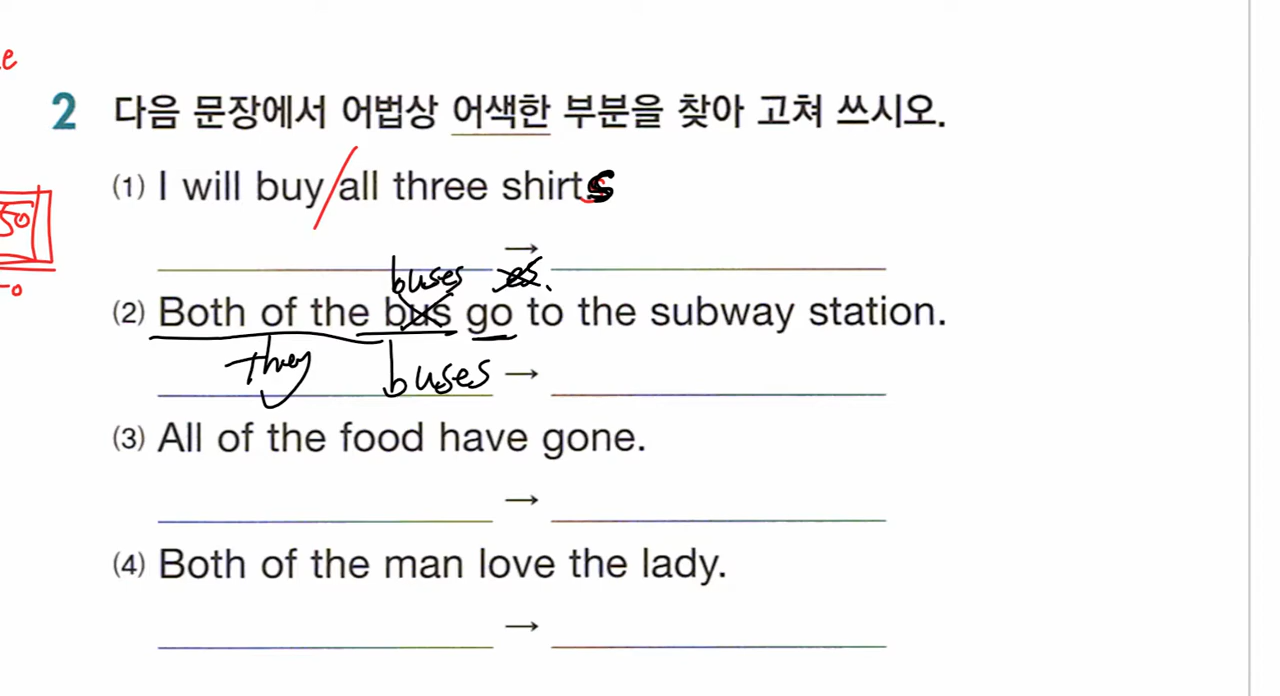 e
2 다음 문장에서 어법상 어색한 부분을 찾아 고쳐 쓰시오.
(1) I will buy all three shirts
50
→
buses es.
(2) Both of the bus go to the subway station.
They buses →
(3) All of the food have gone.
→
(4) Both of the man love the lady.
→